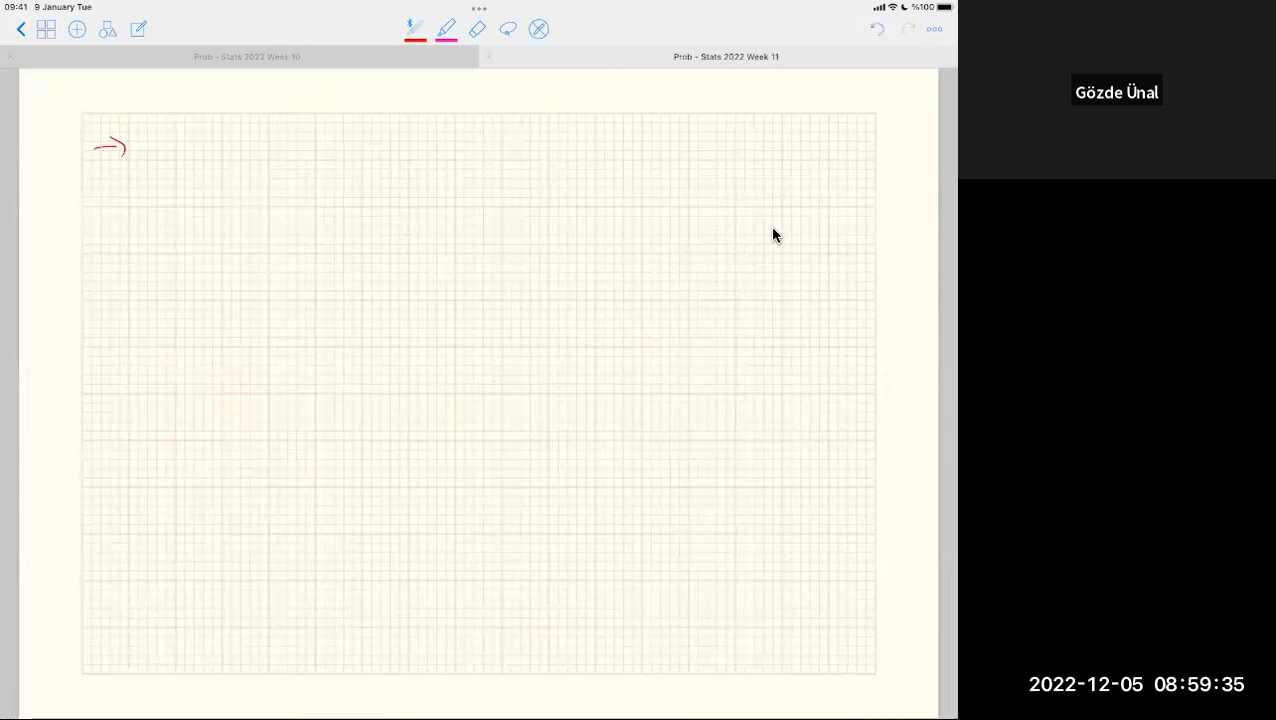 09:41 9 January Tue
%100
Prob - Stats 2022 Week 10
Prob - Stats 2022 Week 11
Gözde Ünal
2022-12-05 08:59:35